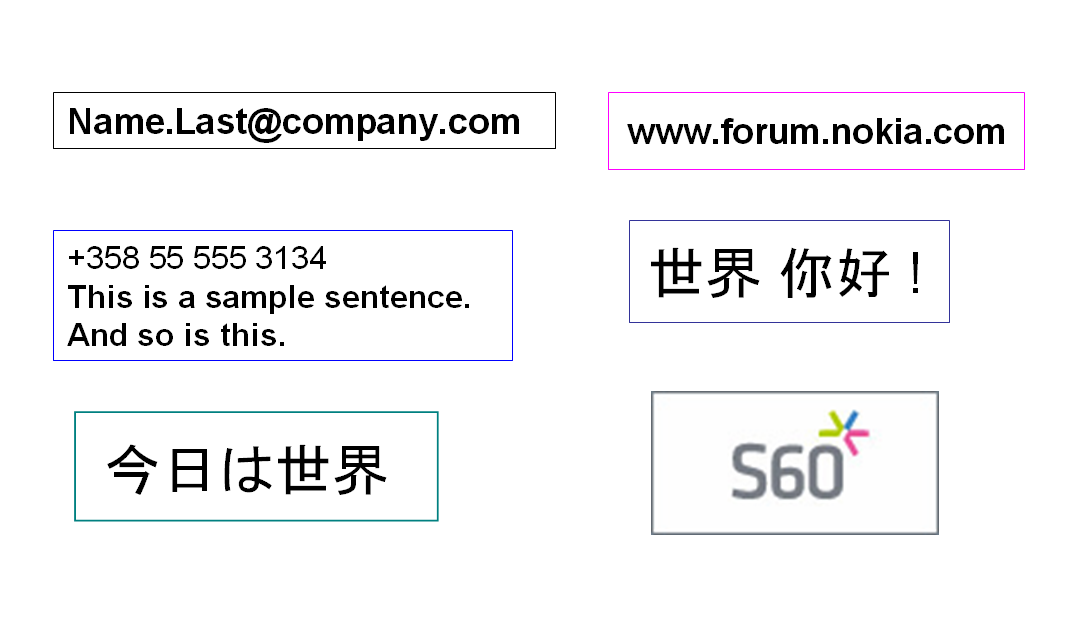 Name.Last@company.com
www.forum.nokia.com
+358 55 555 3134
This is a sample sentence.
And so is this.
世界 你好！
今日は世界
S60